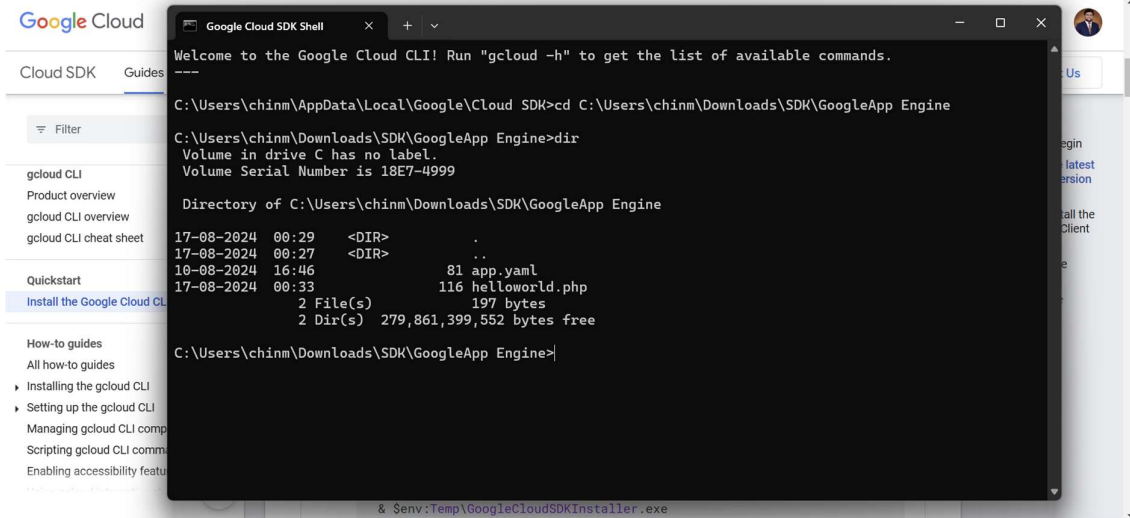 Google Cloud
Cloud SDK Guides
Us
Filter
gcloud CLI
Product overview
gcloud CLI overview
gcloud CLI cheat sheet
Quickstart
Install the Google Cloud CL
How-to guides
All how-to guides
Installing the gcloud CLI
Setting up the gcloud CLI
Managing gcloud CLI comp
Scripting gcloud CLI comma
Enabling accessibility featu
Google Cloud SDK Shell
Welcome to the Google Cloud CLI! Run "gcloud -h" to get the list of available commands.
---
C:\Users\chinm\AppData\Local\Google\Cloud SDK>cd C:\Users\chinm\Downloads\SDK\GoogleApp Engine
C:\Users\chinm\Downloads\SDK\GoogleApp Engine>dir
Volume in drive C has no label.
Volume Serial Number is 18E7-4999
Directory of C:\Users\chinm\Downloads\SDK\GoogleApp Engine
17-08-2024 00:29 <DIR> .
17-08-2024 00:27 <DIR> ..
10-08-2024 16:46 81 app.yaml
17-08-2024 00:33 116 helloworld.php
2 File(s) 197 bytes
2 Dir(s) 279,861,399,552 bytes free
C:\Users\chinm\Downloads\SDK\GoogleApp Engine>
egin
latest
ersion
tall the
Client
e
& $env:Temp\GoogleCloudSDKInstaller.exe